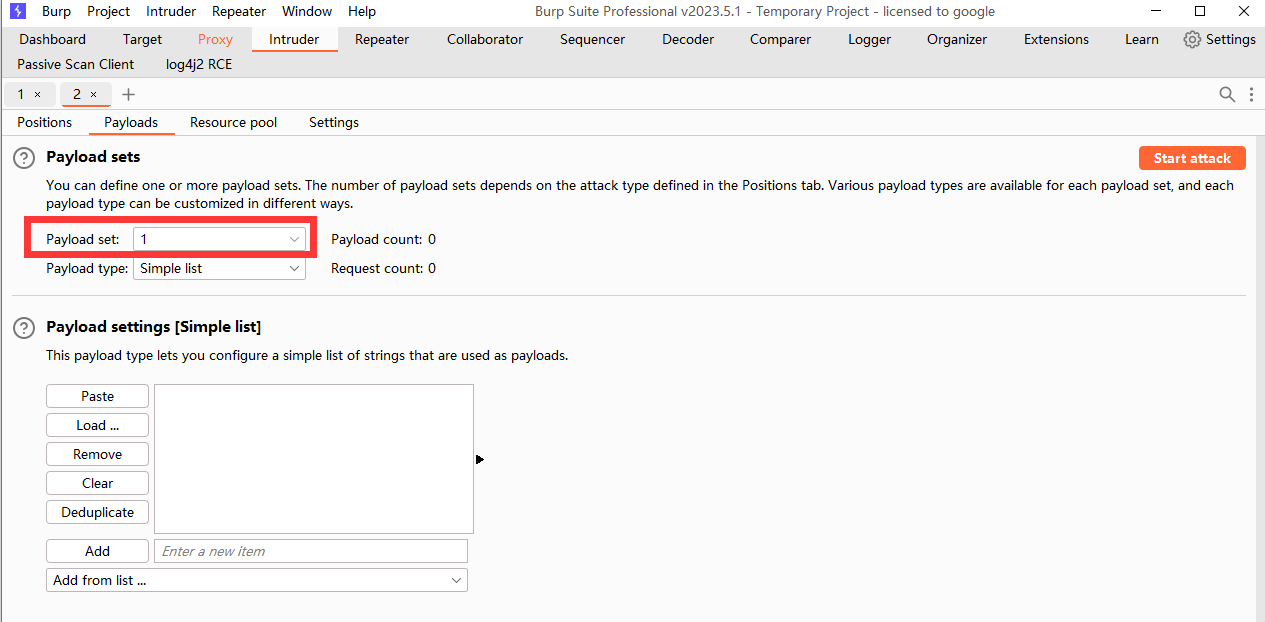 Burp Project Intruder Repeater Window Help Burp Suite Professional v2023.5.1 - Temporary Project - licensed to google
Dashboard Target Proxy Intruder Repeater Collaborator Sequencer Decoder Comparer Logger Organizer Extensions Learn Settings
Passive Scan Client log4j2 RCE
1 × 2 × +
Positions Payloads Resource pool Settings
? Payload sets Start attack
You can define one or more payload sets. The number of payload sets depends on the attack type defined in the Positions tab. Various payload types are available for each payload set, and each
payload type can be customized in different ways.
Payload set: 1 Payload count: 0
Payload type: Simple list Request count: 0
? Payload settings [Simple list]
This payload type lets you configure a simple list of strings that are used as payloads.
Paste
Load ...
Remove
Clear
Deduplicate
Add Enter a new item
Add from list ...